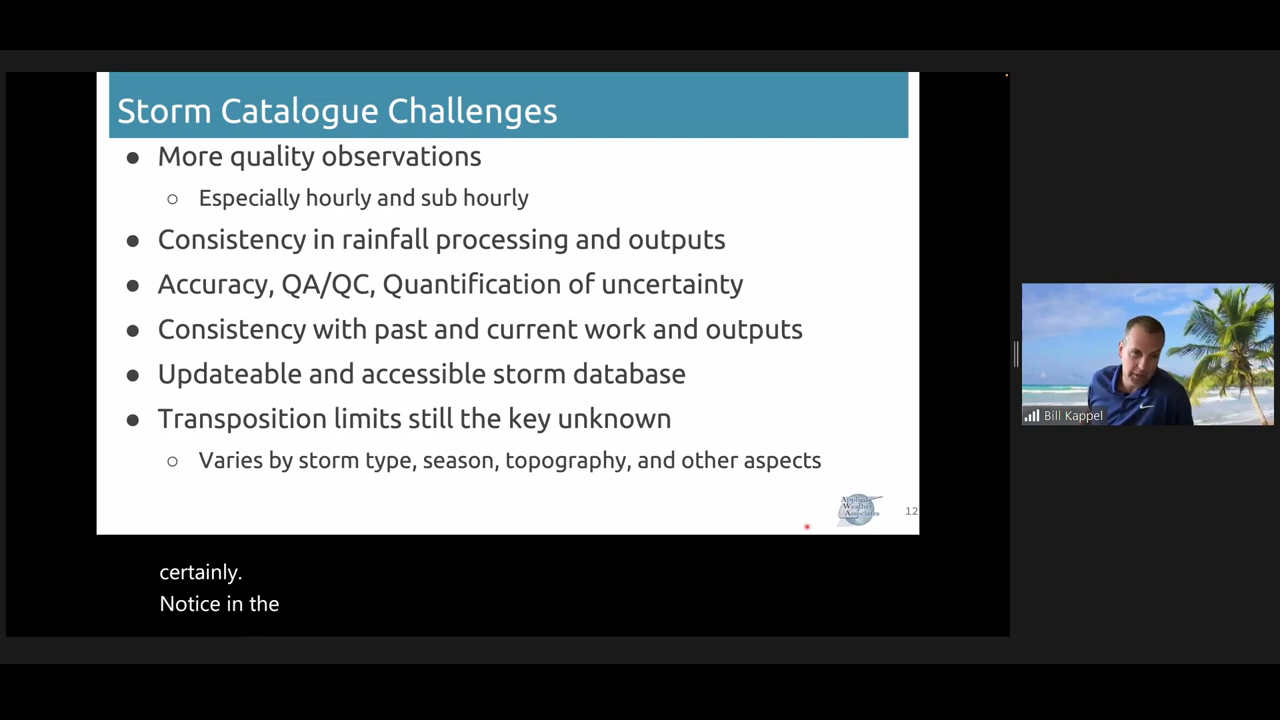 Storm Catalogue Challenges
● More quality observations
○ Especially hourly and sub hourly
● Consistency in rainfall processing and outputs
● Accuracy, QA/QC, Quantification of uncertainty
● Consistency with past and current work and outputs
● Updateable and accessible storm database
● Transposition limits still the key unknown
○ Varies by storm type, season, topography, and other aspects
Applied
Weather
Associates
12
certainly.
Notice in the
Bill Kappel